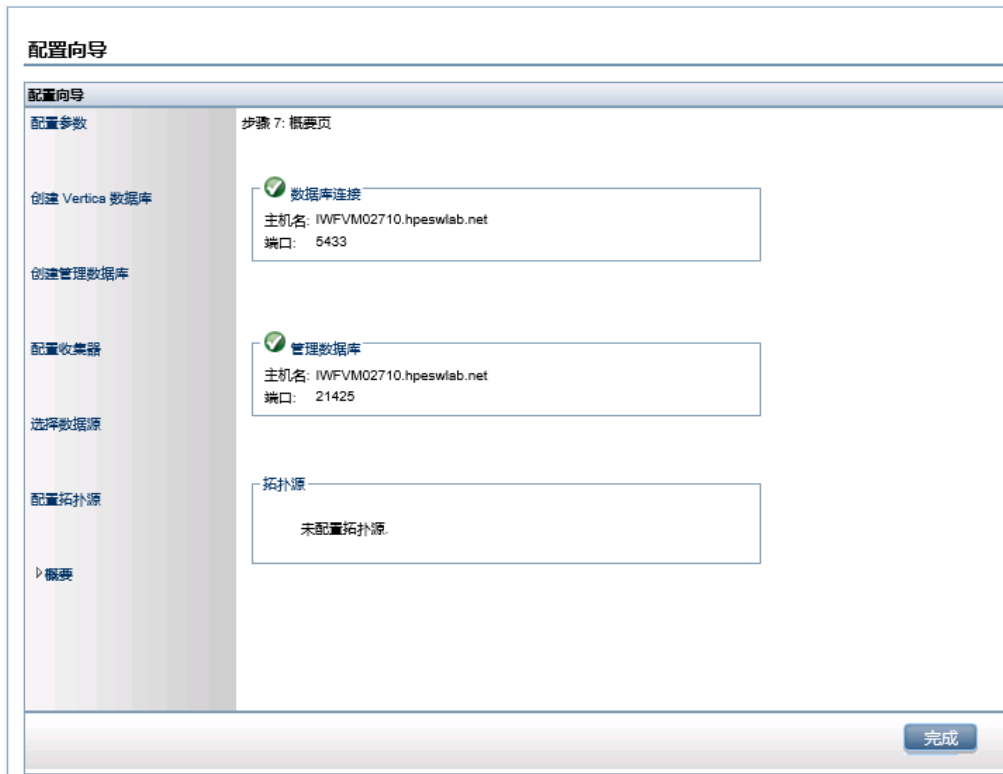 配置向导
配置向导
配置参数
步骤 7: 概要页
创建 Vertica 数据库
数据库连接
主机名: IWFVM02710.hpeswlab.net
端口: 5433
创建管理数据库
配置收集器
管理数据库
主机名: IWFVM02710.hpeswlab.net
端口: 21425
选择数据源
配置拓扑源
拓扑源
未配置拓扑源.
概要
完成